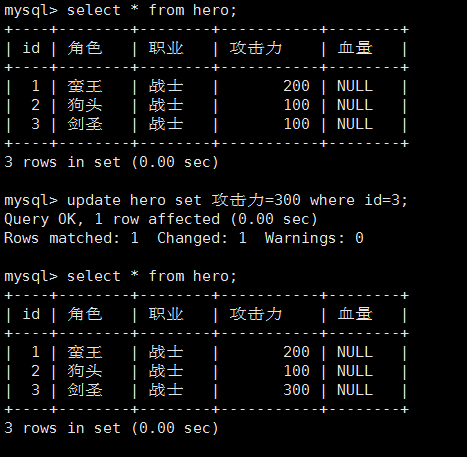 mysql> select * from hero;
+----+--------+--------+-----------+--------+
| id | 角色   | 职业   | 攻击力    | 血量   |
+----+--------+--------+-----------+--------+
|  1 | 蛮王   | 战士   |       200 | NULL   |
|  2 | 狗头   | 战士   |       100 | NULL   |
|  3 | 剑圣   | 战士   |       100 | NULL   |
+----+--------+--------+-----------+--------+
3 rows in set (0.00 sec)
mysql> update hero set 攻击力=300 where id=3;
Query OK, 1 row affected (0.00 sec)
Rows matched: 1  Changed: 1  Warnings: 0
mysql> select * from hero;
+----+--------+--------+-----------+--------+
| id | 角色   | 职业   | 攻击力    | 血量   |
+----+--------+--------+-----------+--------+
|  1 | 蛮王   | 战士   |       200 | NULL   |
|  2 | 狗头   | 战士   |       100 | NULL   |
|  3 | 剑圣   | 战士   |       300 | NULL   |
+----+--------+--------+-----------+--------+
3 rows in set (0.00 sec)